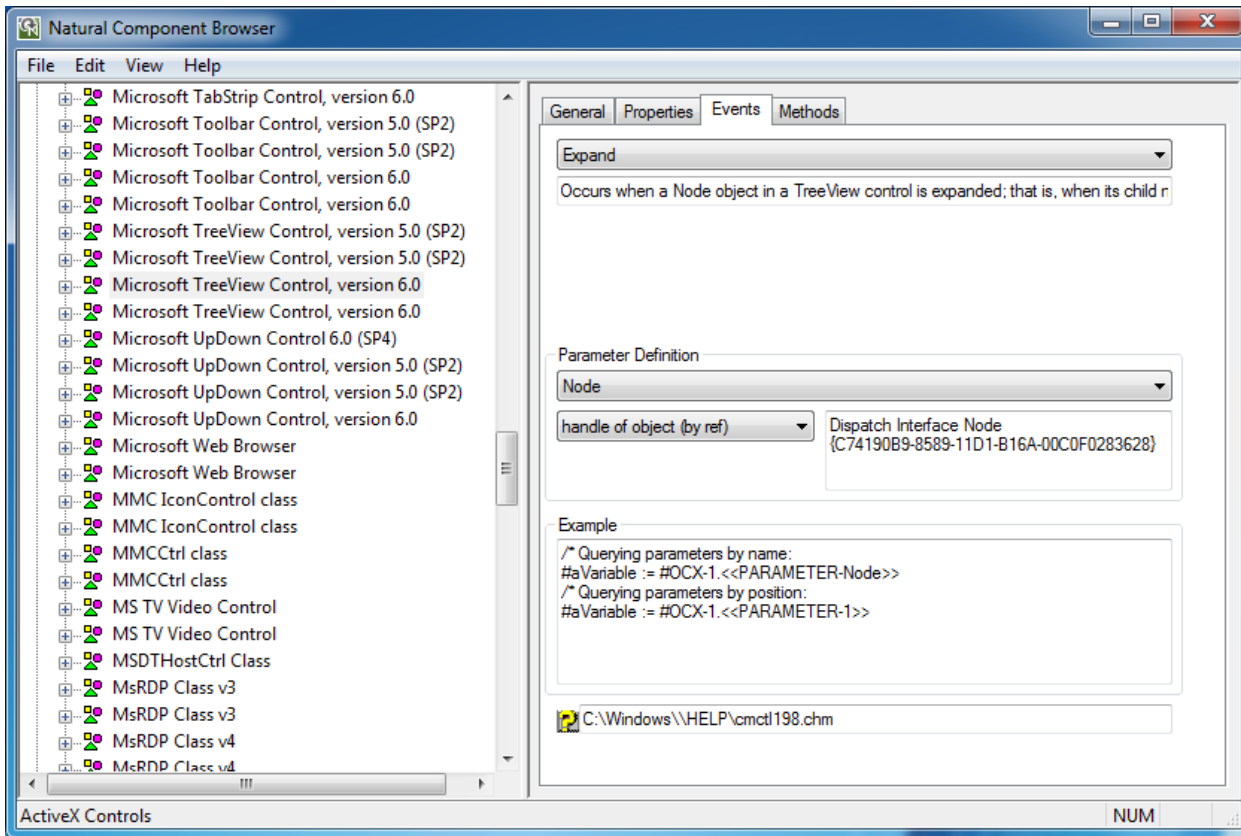 Natural Component Browser
File Edit View Help
Microsoft TabStrip Control, version 6.0
Microsoft Toolbar Control, version 5.0 (SP2)
Microsoft Toolbar Control, version 5.0 (SP2)
Microsoft Toolbar Control, version 6.0
Microsoft Toolbar Control, version 6.0
Microsoft TreeView Control, version 5.0 (SP2)
Microsoft TreeView Control, version 5.0 (SP2)
Microsoft TreeView Control, version 6.0
Microsoft TreeView Control, version 6.0
Microsoft UpDown Control 6.0 (SP4)
Microsoft UpDown Control, version 5.0 (SP2)
Microsoft UpDown Control, version 5.0 (SP2)
Microsoft UpDown Control, version 6.0
Microsoft Web Browser
Microsoft Web Browser
MMC IconControl class
MMC IconControl class
MMCCtrl class
MMCCtrl class
MS TV Video Control
MS TV Video Control
MSDTHostCtrl Class
MsRDP Class v3
MsRDP Class v3
MsRDP Class v4
MsRDP Class v4
General Properties Events Methods
Expand
Occurs when a Node object in a TreeView control is expanded; that is, when its child n
Parameter Definition
Node
handle of object (by ref)
Dispatch Interface Node
{C74190B9-8589-11D1-B16A-00C0F0283628}
Example
/* Querying parameters by name:
#aVariable := #OCX-1.<<PARAMETER-Node>>
/* Querying parameters by position:
#aVariable := #OCX-1.<<PARAMETER-1>>
C:\Windows\\HELP\cmctl198.chm
ActiveX Controls
NUM